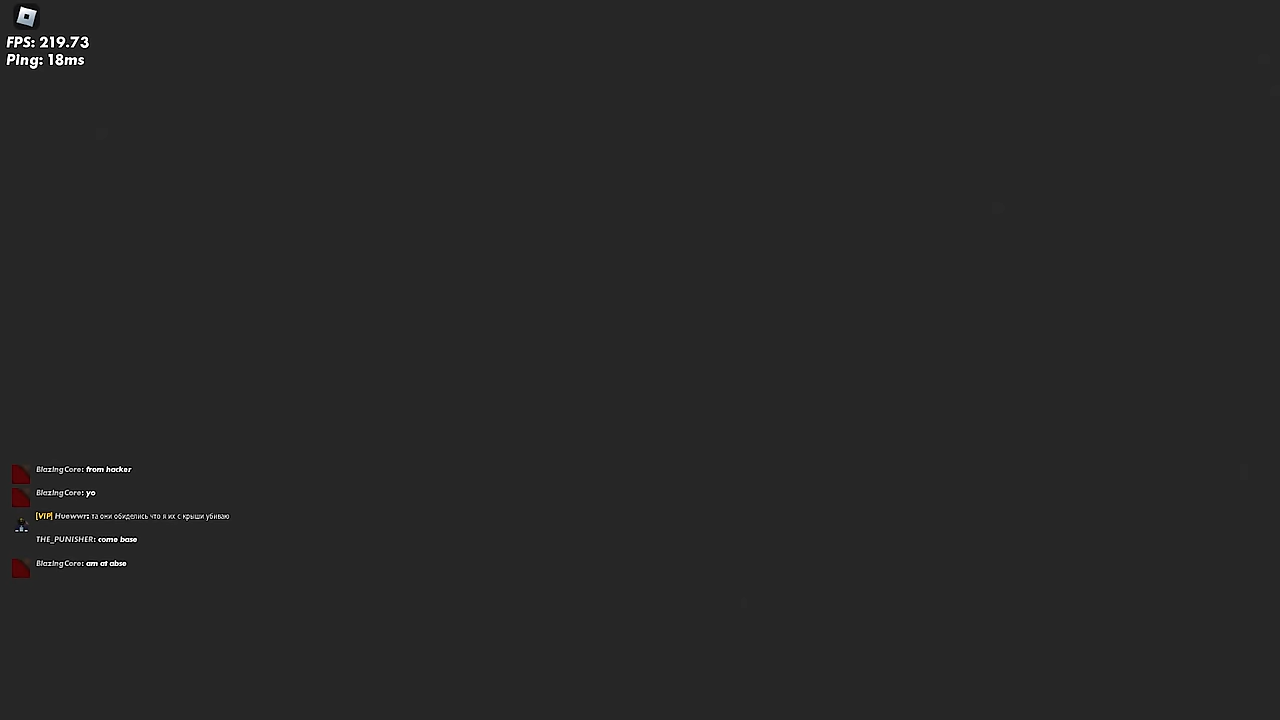 FPS: 219.73
Ping: 18ms
BlazingCore: from hacker
BlazingCore: yo
[VIP] Huewwr: та они обиделись что я их с крыши убиваю
THE_PUNISHER: come base
BlazingCore: am at abse